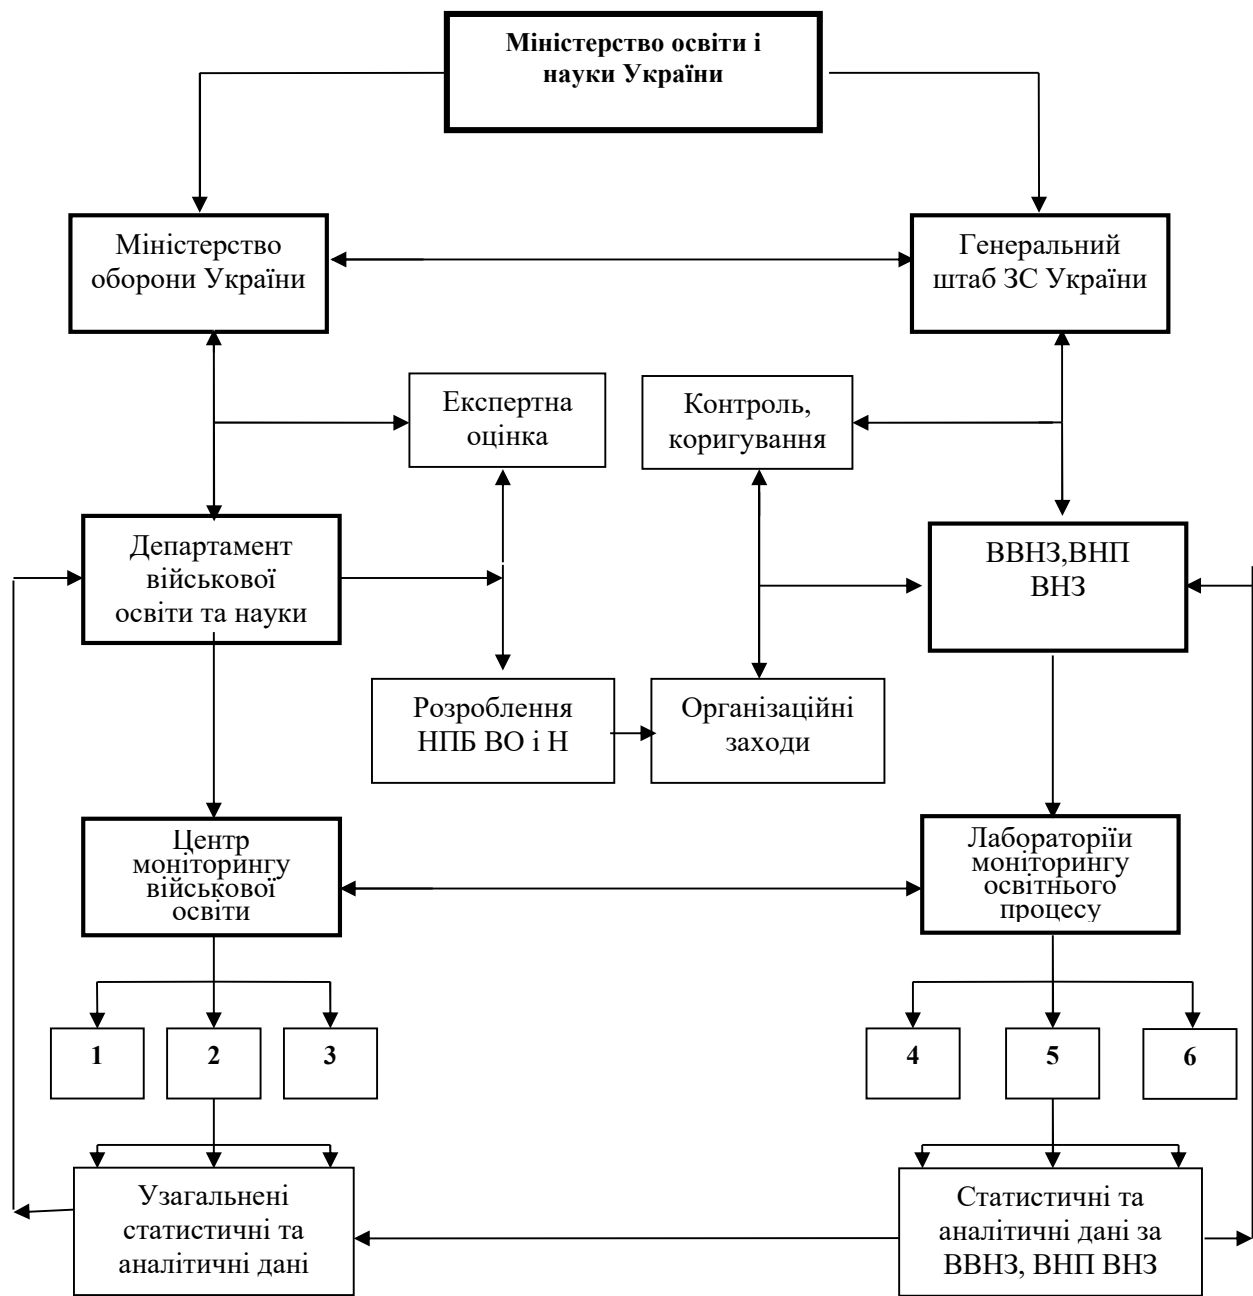 Міністерство освіти і
науки України
Міністерство
оборони України
Генеральний
штаб ЗС України
Експертна
оцінка
Контроль,
коригування
Департамент
військової
освіти та науки
ВВНЗ,ВНП
ВНЗ
Розроблення
НПБ ВО і Н
Організаційні
заходи
Центр
моніторингу
військової
освіти
Лабораторіїи
моніторингу
освітнього
процесу
1
2
3
4
5
6
Узагальнені
статистичні та
аналітичні дані
Статистичні та
аналітичні дані за
ВВНЗ, ВНП ВНЗ